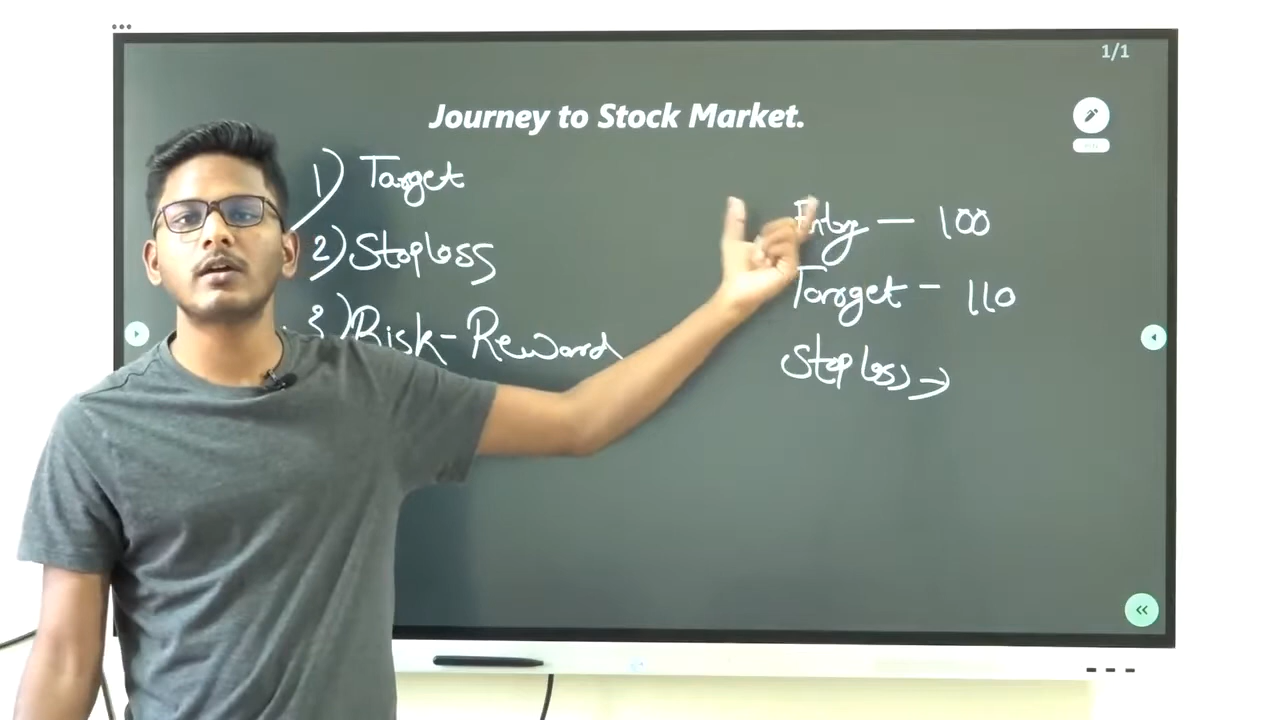 1/1
Journey to Stock Market.
1) Target
2) Stoploss
3) Risk-Reward
Entry — 100
Target - 110
Stoploss →